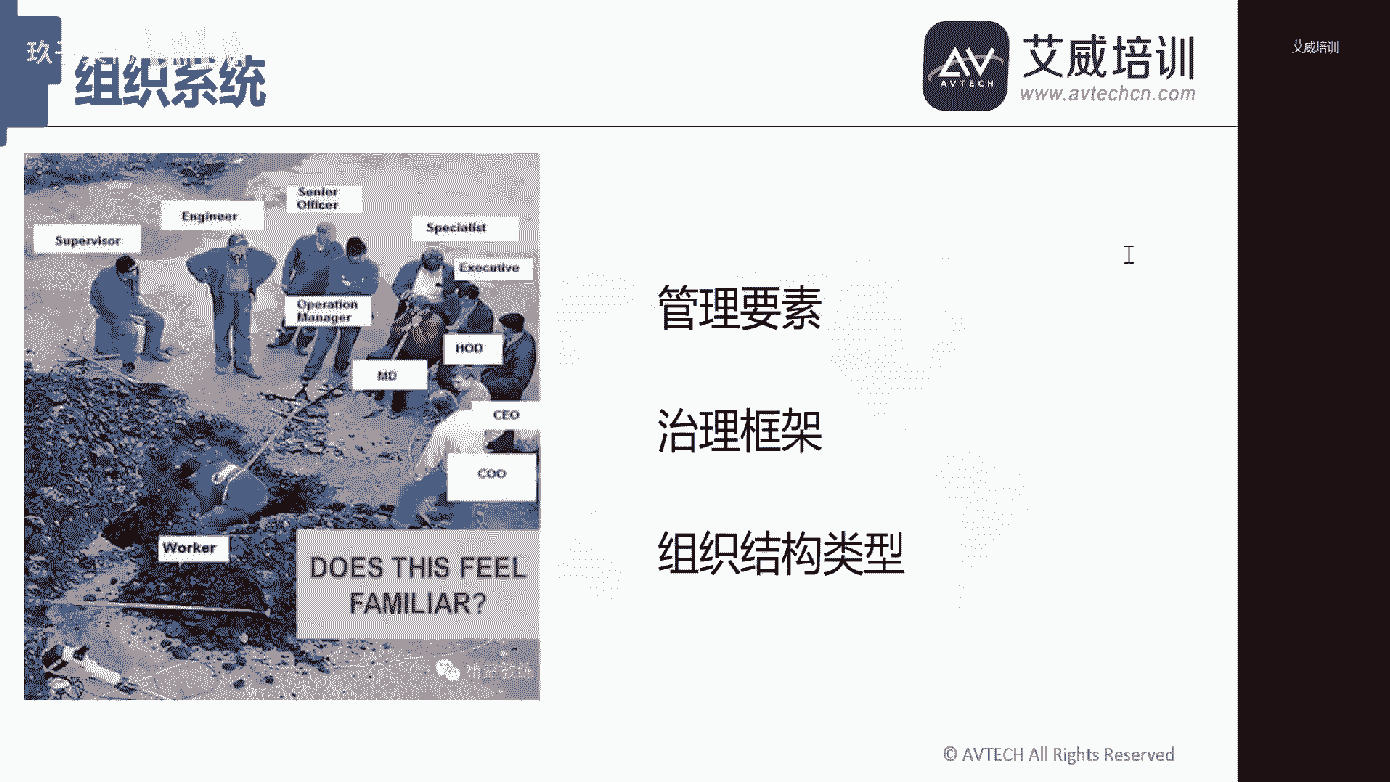 玖
组织系统
AV
AVTECH
艾威培训
www.avtechcn.com
艾威培训
Supervisor
Engineer
Senior
Officer
Specialist
Executive
Operation
Manager
HOD
MD
CEO
COO
Worker
DOES THIS FEEL
FAMILIAR?
管理要素
治理框架
组织结构类型
© AVTECH All Rights Reserved